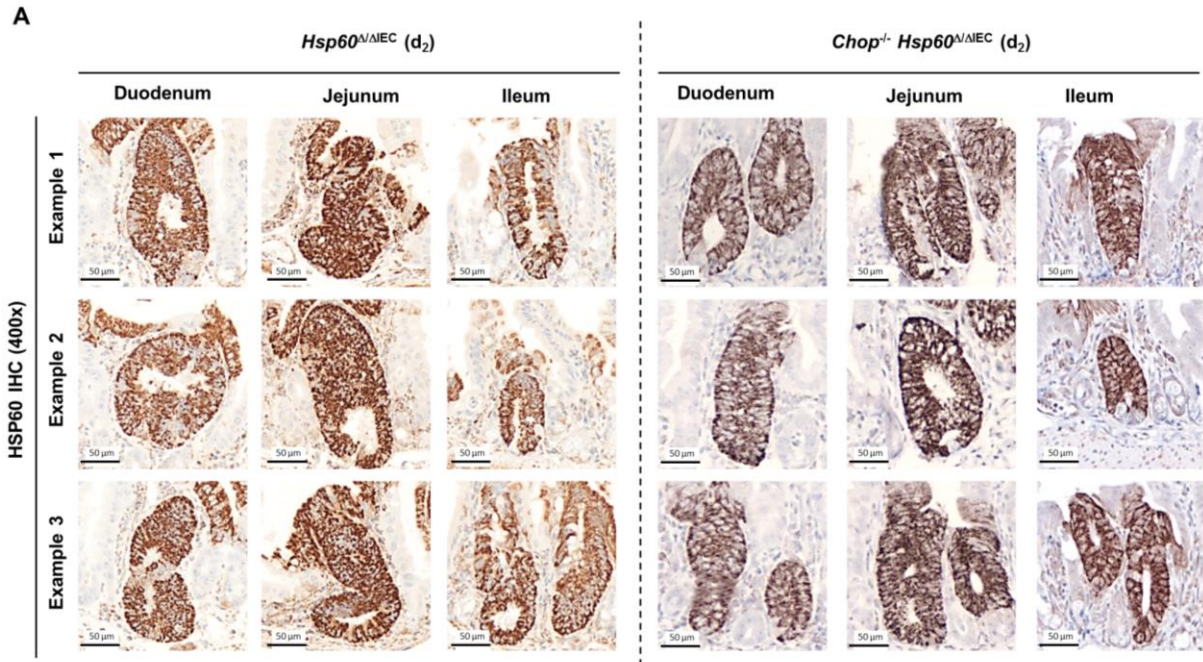 A
Hsp60Δ/ΔIEC (d2) Chop-/- Hsp60Δ/ΔIEC (d2)
Duodenum Jejunum Ileum Duodenum Jejunum Ileum
HSP60 IHC (400x)
Example 1
50 µm 50 µm 50 µm 50 µm 50 µm 50 µm
Example 2
50 µm 50 µm 50 µm 50 µm 50 µm 50 µm
Example 3
50 µm 50 µm 50 µm 50 µm 50 µm 50 µm